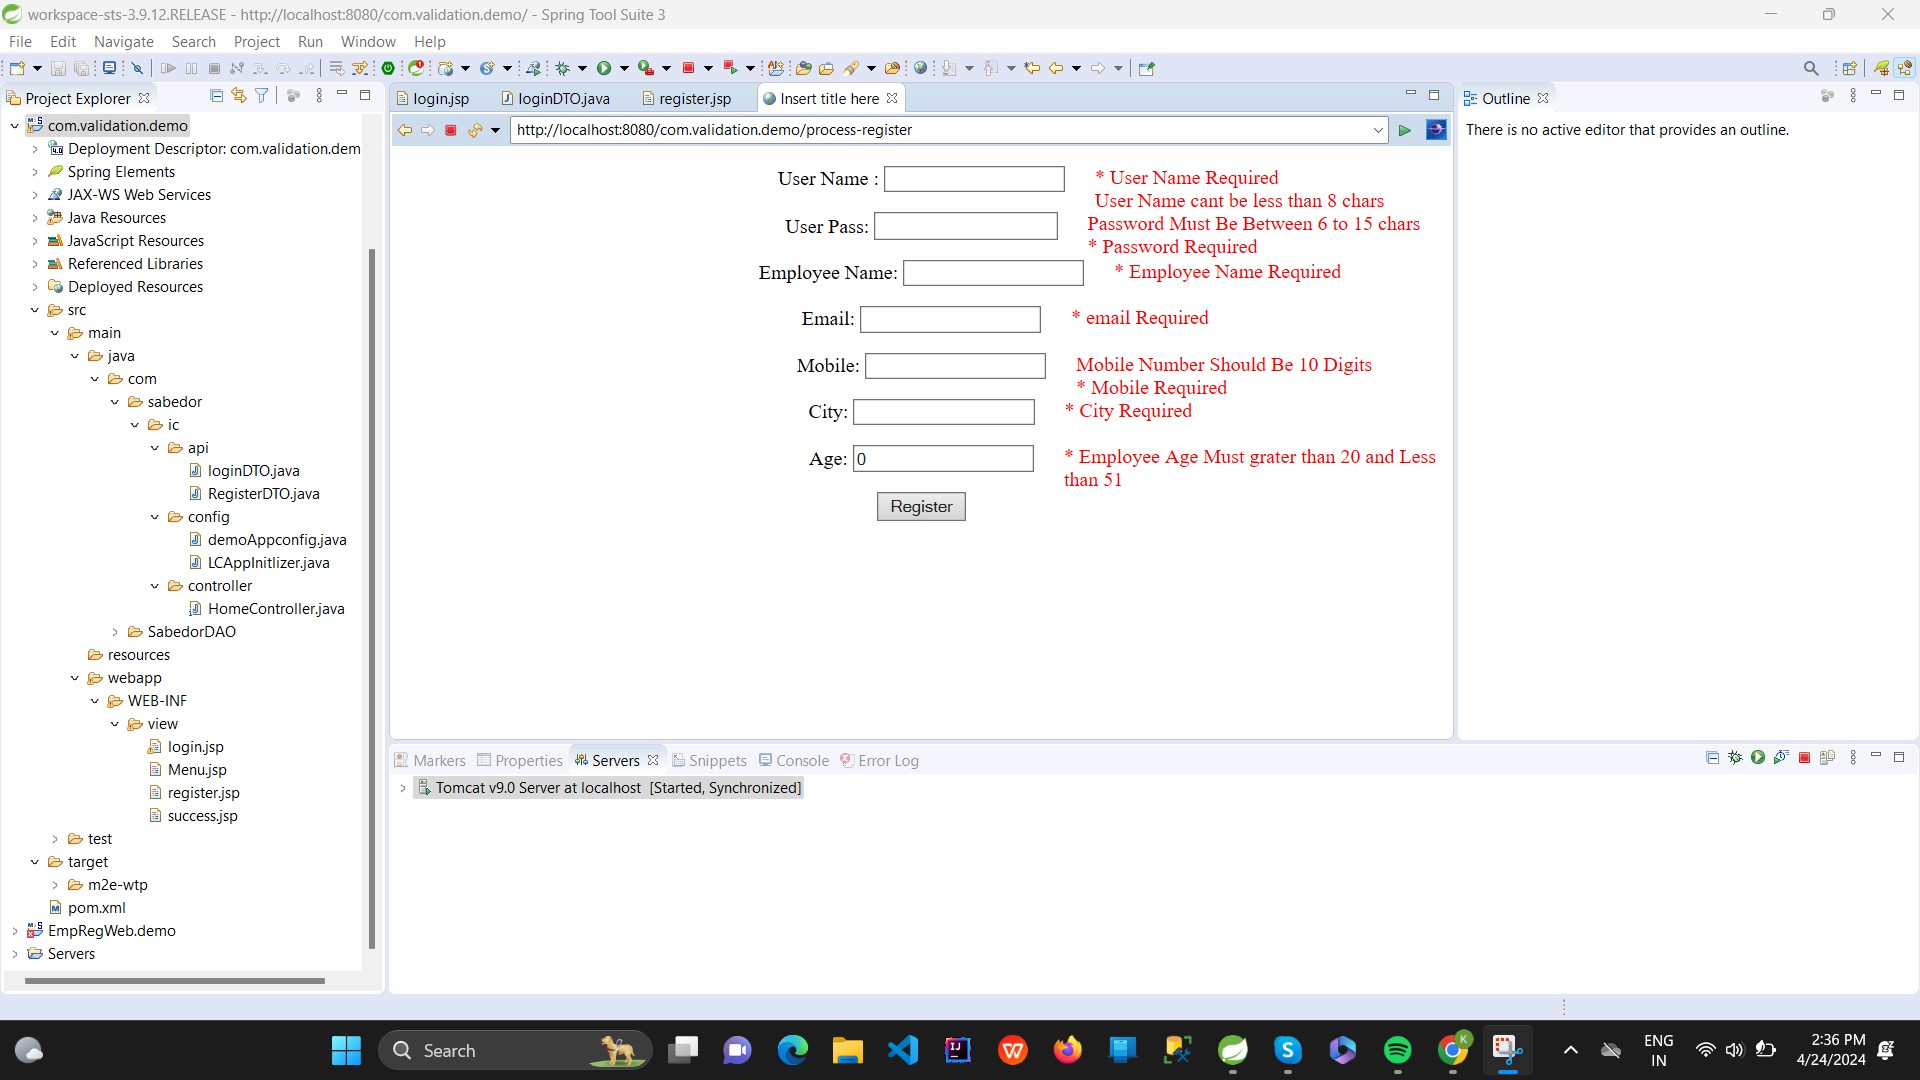 workspace-sts-3.9.12.RELEASE - http://localhost:8080/com.validation.demo/ - Spring Tool Suite 3
File Edit Navigate Search Project Run Window Help
Project Explorer
com.validation.demo
Deployment Descriptor: com.validation.dem
Spring Elements
JAX-WS Web Services
Java Resources
JavaScript Resources
Referenced Libraries
Deployed Resources
src
main
java
com
sabedor
ic
api
loginDTO.java
RegisterDTO.java
config
demoAppconfig.java
LCAppInitlizer.java
controller
HomeController.java
SabedorDAO
resources
webapp
WEB-INF
view
login.jsp
Menu.jsp
register.jsp
success.jsp
test
target
m2e-wtp
pom.xml
EmpRegWeb.demo
Servers
login.jsp loginDTO.java register.jsp Insert title here
http://localhost:8080/com.validation.demo/process-register
User Name : * User Name Required
User Name cant be less than 8 chars
User Pass: Password Must Be Between 6 to 15 chars
* Password Required
Employee Name: * Employee Name Required
Email: * email Required
Mobile: Mobile Number Should Be 10 Digits
* Mobile Required
City: * City Required
Age: 0 * Employee Age Must grater than 20 and Less
than 51
Register
Outline
There is no active editor that provides an outline.
Markers Properties Servers Snippets Console Error Log
Tomcat v9.0 Server at localhost [Started, Synchronized]
Search
ENG
IN
2:36 PM
4/24/2024